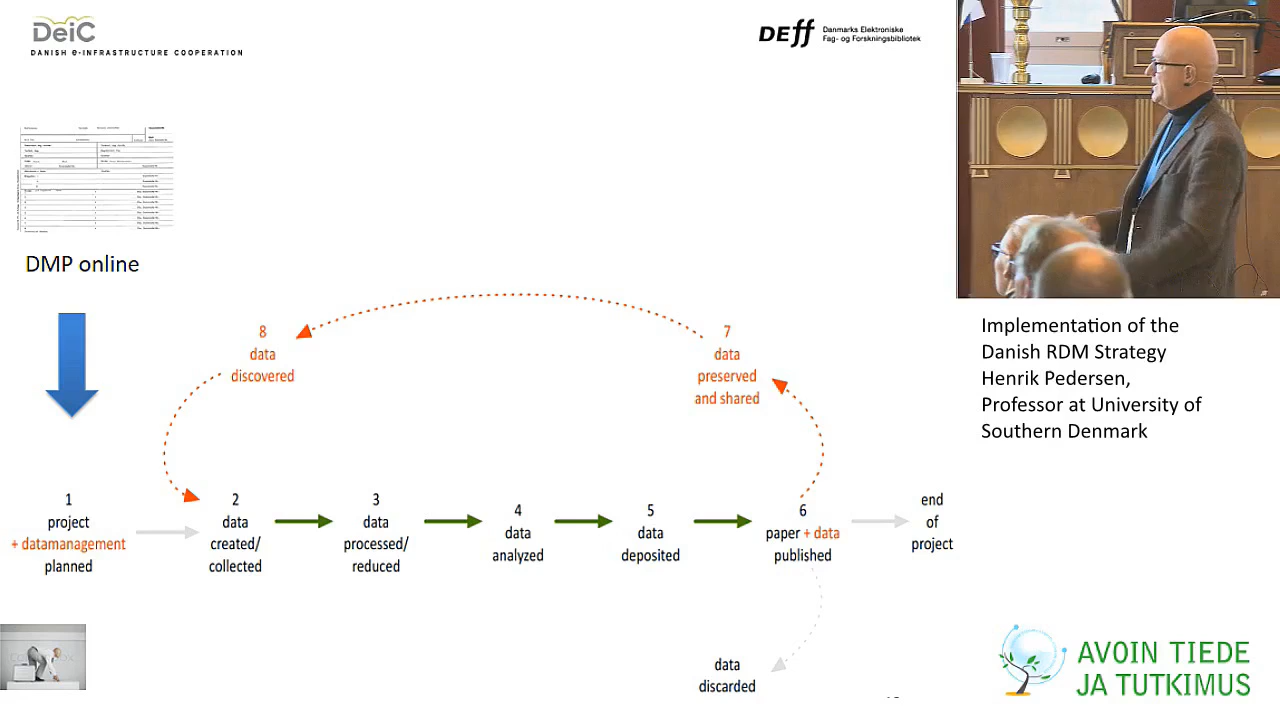 DeiC
DANISH e-INFRASTRUCTURE COOPERATION
DEff
Danmarks Elektroniske
Fag- og Forskningsbibliotek
DMP online
8
data
discovered
7
data
preserved
and shared
1
project
+ datamanagement
planned
2
data
created/
collected
3
data
processed/
reduced
4
data
analyzed
5
data
deposited
6
paper + data
published
end
of
project
data
discarded
Implementation of the
Danish RDM Strategy
Henrik Pedersen,
Professor at University of
Southern Denmark
AVOIN TIEDE
JA TUTKIMUS